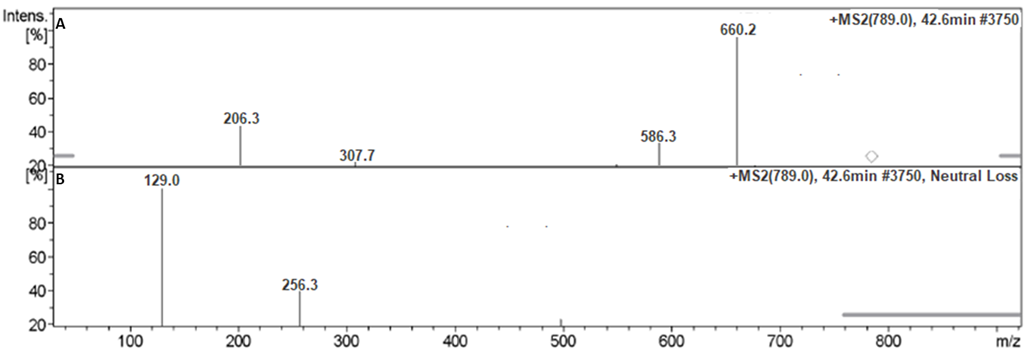 Intens.
[%]
A
+MS2(789.0), 42.6min #3750
660.2
80
60
206.3
40
586.3
307.7
20
[%]
B
129.0
+MS2(789.0), 42.6min #3750, Neutral Loss
80
60
256.3
40
20
100 200 300 400 500 600 700 800 m/z